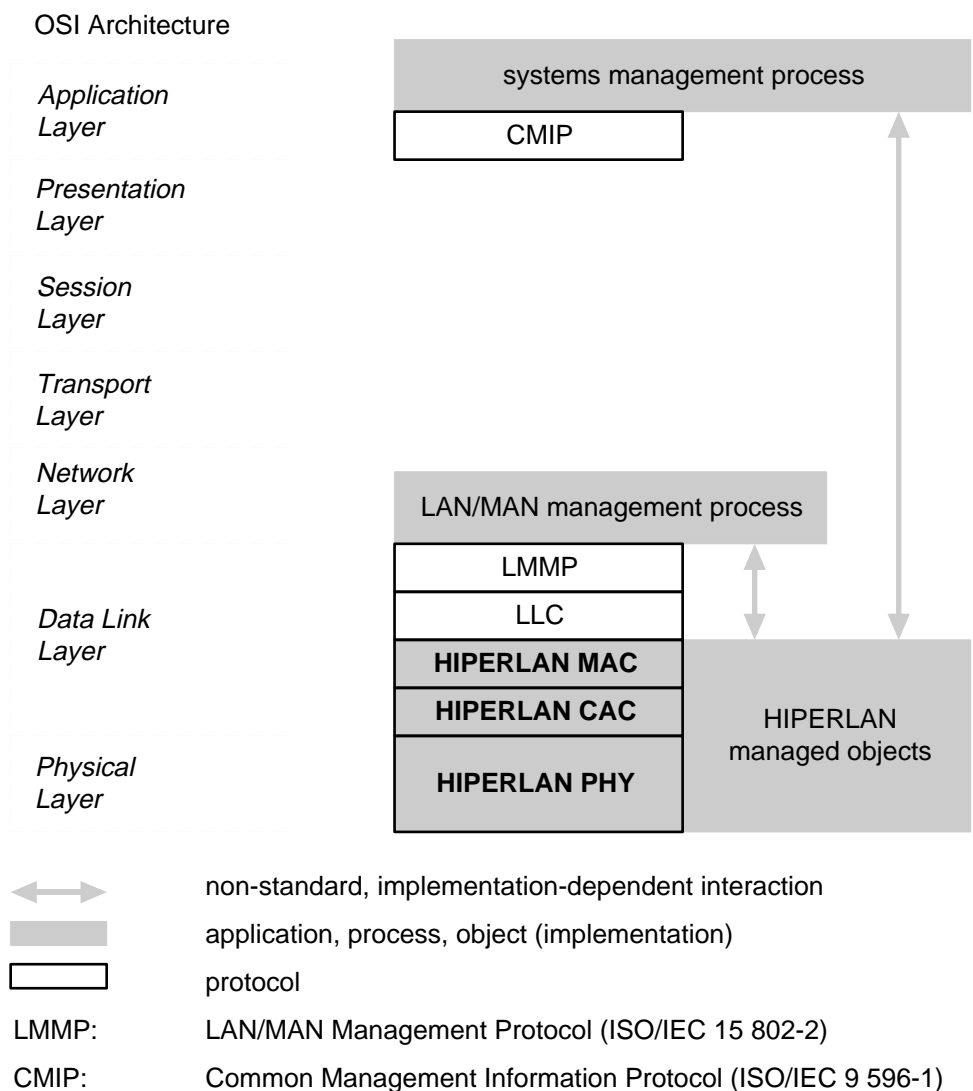 OSI Architecture
systems management process
Application
Layer
CMIP
Presentation
Layer
Session
Layer
Transport
Layer
Network
Layer
LAN/MAN management process
LMMP
LLC
Data Link
Layer
HIPERLAN MAC
HIPERLAN CAC
HIPERLAN
managed objects
Physical
Layer
HIPERLAN PHY
non-standard, implementation-dependent interaction
application, process, object (implementation)
protocol
LMMP: LAN/MAN Management Protocol (ISO/IEC 15 802-2)
CMIP: Common Management Information Protocol (ISO/IEC 9 596-1)